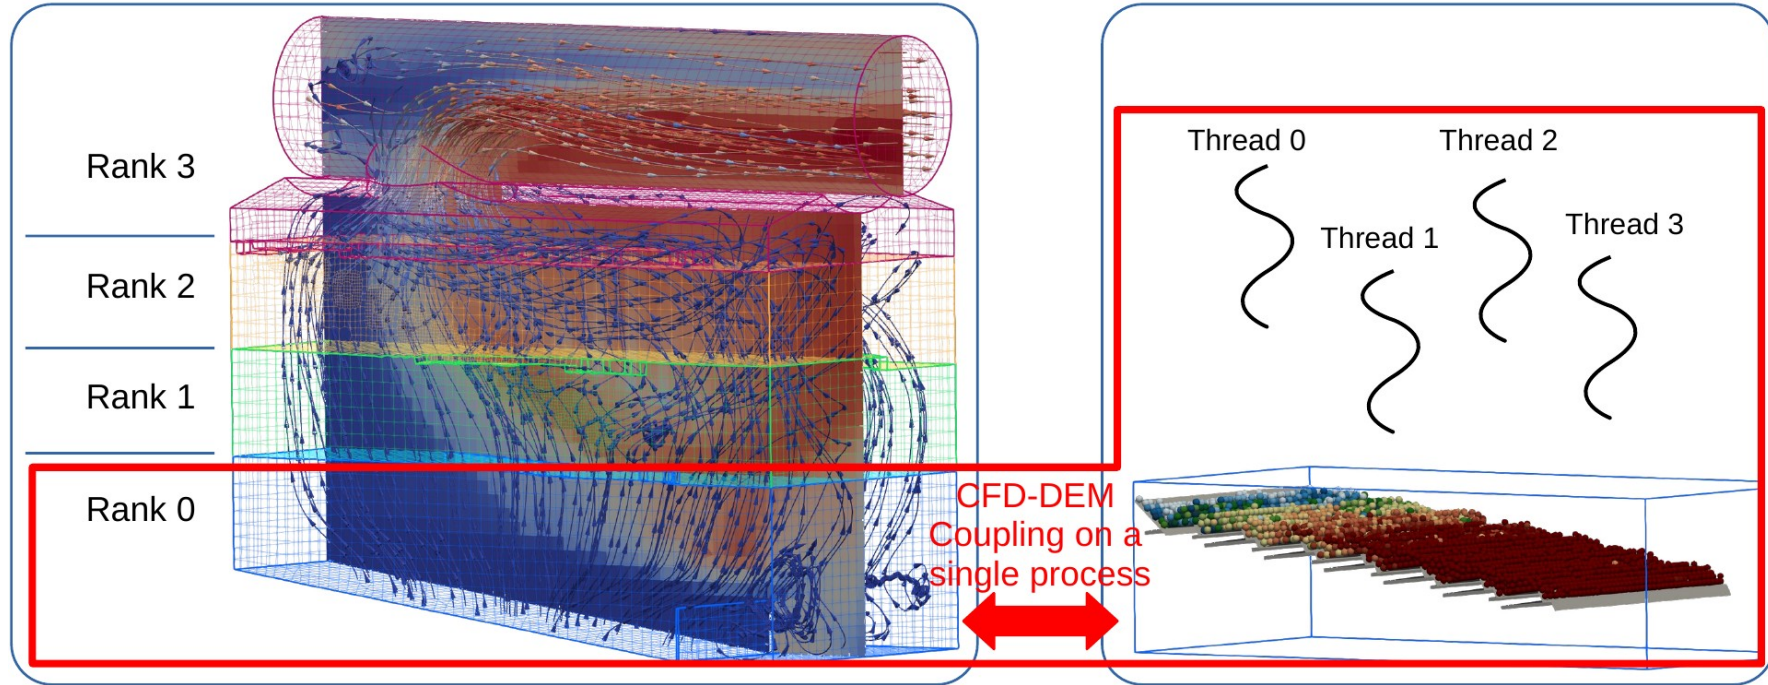 Rank 3
Rank 2
Rank 1
Rank 0
CFD-DEM
Coupling on a
single process
Thread 0
Thread 2
Thread 1
Thread 3